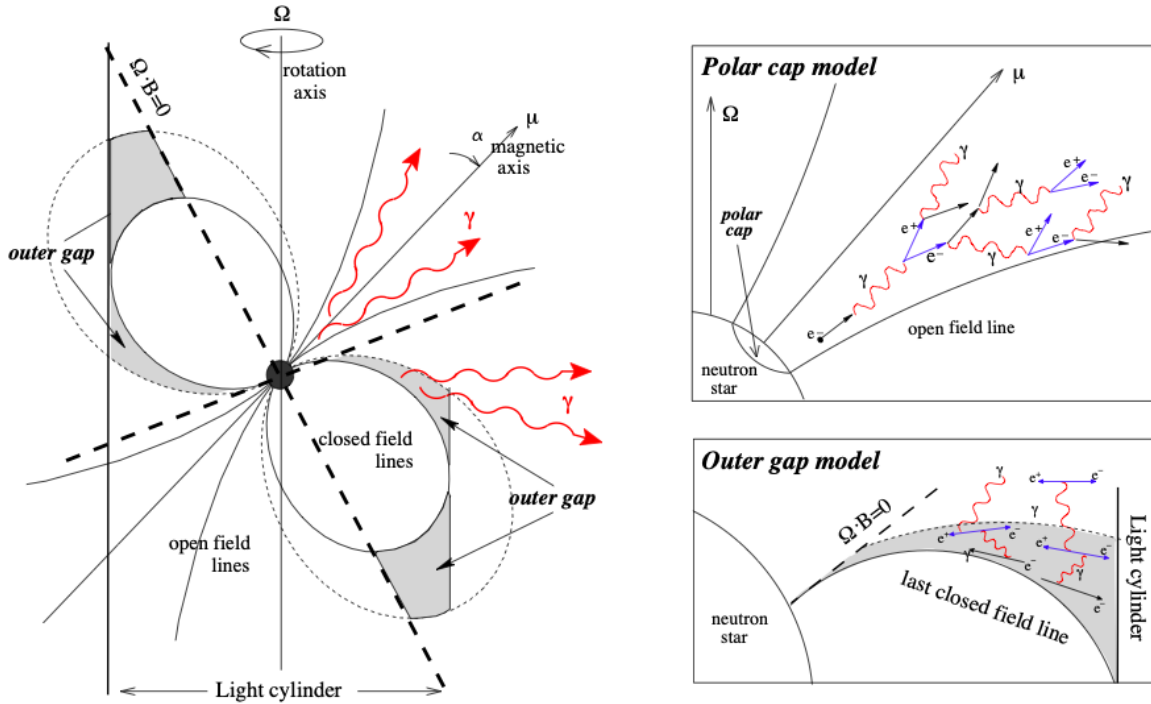 Ω
rotation
axis
Ω·B=0
α
μ
magnetic
axis
γ
outer gap
γ
closed field
lines
outer gap
open field
lines
Light cylinder
Polar cap model
Ω
μ
polar
cap
γ
e+
e−
γ
e+
e−
γ
e+
e−
γ
γ
e−
open field line
neutron
star
Outer gap model
Ω·B=0
γ
e+
e−
γ
e+
e−
γ
e−
e+
e−
γ
e−
last closed field line
neutron
star
Light cylinder